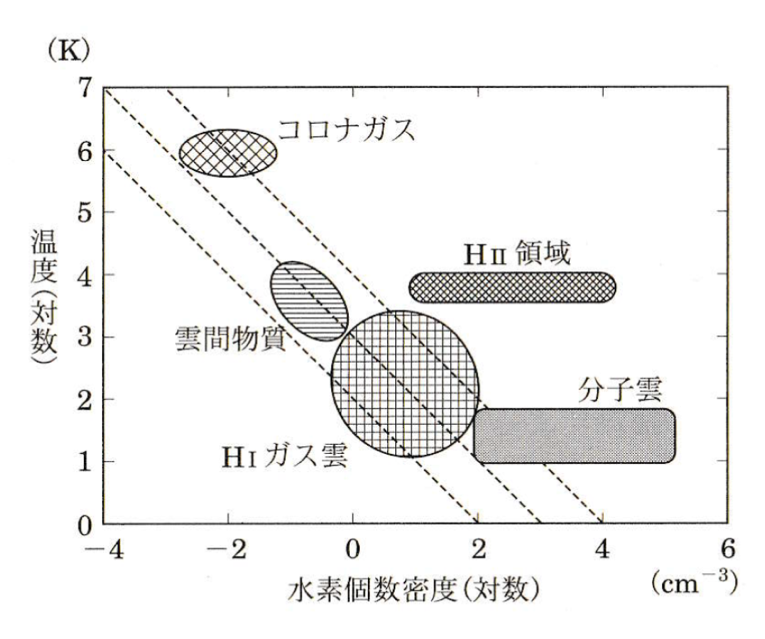 (K)
7
コロナガス
6
5
HII 領域
4
温度(対数)
3
雲間物質
2
分子雲
HI ガス雲
1
0
−4 −2 0 2 4 6
水素個数密度(対数) (cm⁻³)